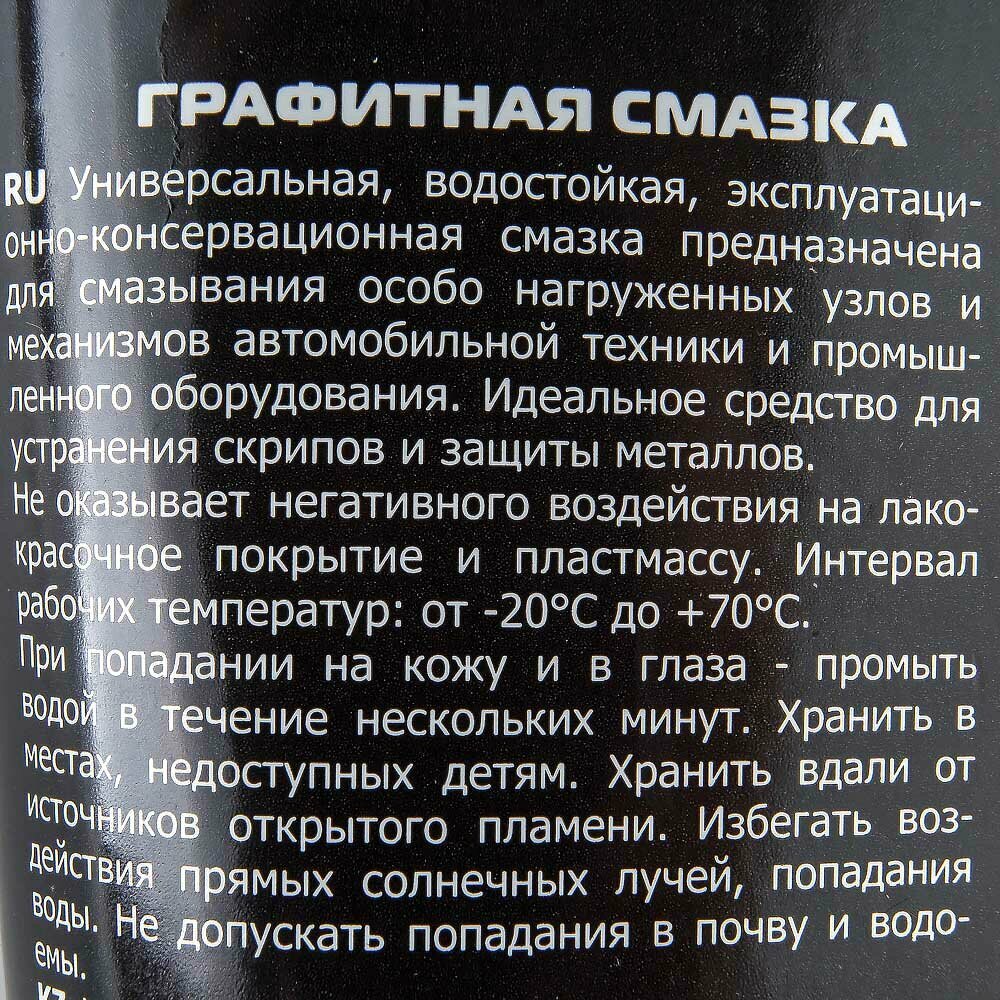 ГРАФИТНАЯ СМАЗКА
RU Универсальная, водостойкая, эксплуатаци-
онно-консервационная смазка предназначена
для смазывания особо нагруженных узлов и
механизмов автомобильной техники и промыш-
ленного оборудования. Идеальное средство для
устранения скрипов и защиты металлов.
Не оказывает негативного воздействия на лако-
красочное покрытие и пластмассу. Интервал
рабочих температур: от -20°C до +70°C.
При попадании на кожу и в глаза - промыть
водой в течение нескольких минут. Хранить в
местах, недоступных детям. Хранить вдали от
источников открытого пламени. Избегать воз-
действия прямых солнечных лучей, попадания
воды. Не допускать попадания в почву и водо-
емы.
KZ